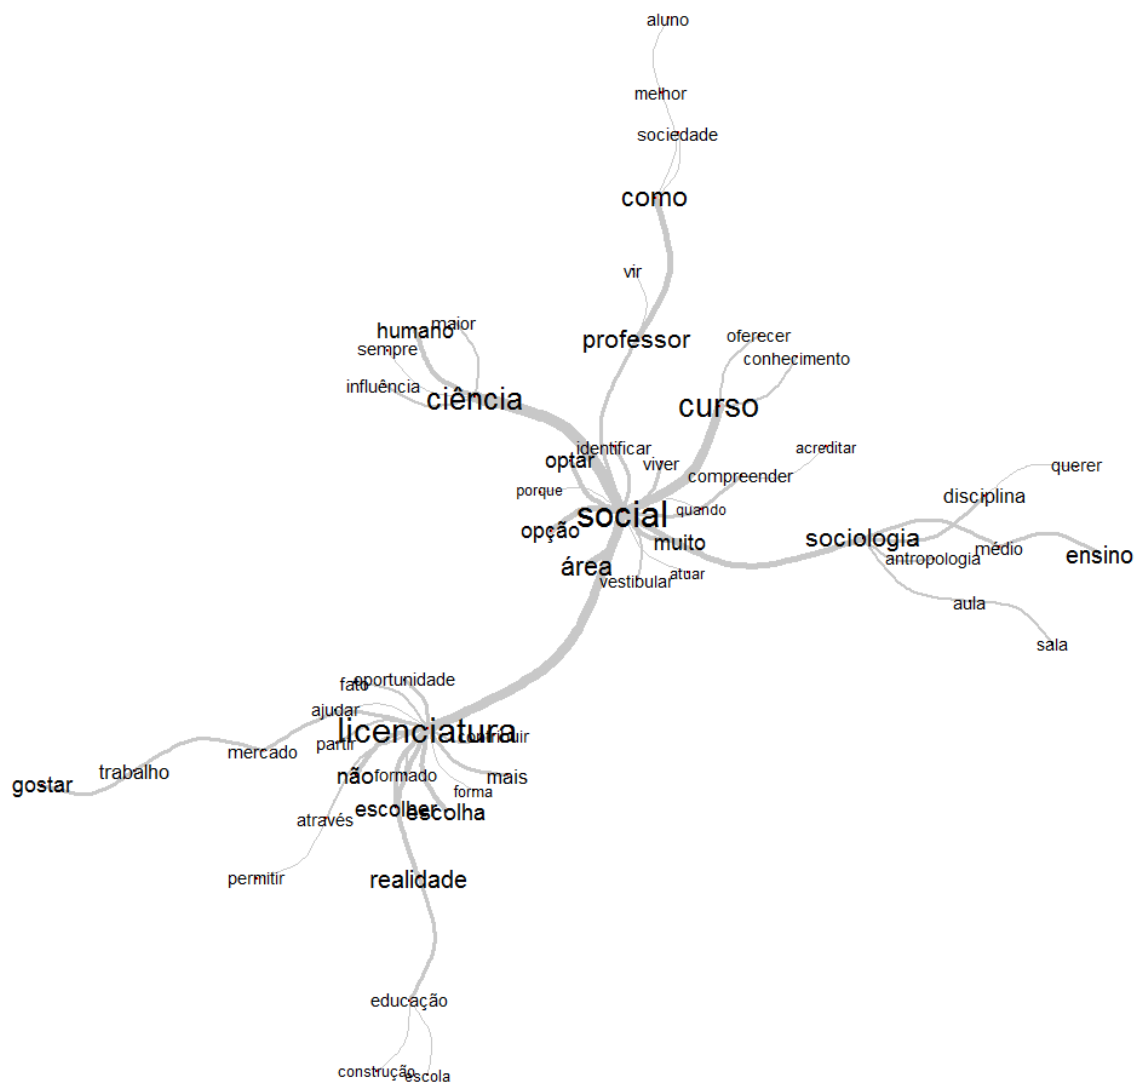 aluno
melhor
sociedade
como
vir
professor
humano
maior
sempre
influência
ciência
oferecer
conhecimento
curso
identificar
optar
viver
acreditar
compreender
porque
quando
social
opção
muito
querer
disciplina
sociologia
antropologia
médio
ensino
área
vestibular
atuar
aula
sala
fato
oportunidade
ajudar
licenciatura
partir
contribuir
mercado
trabalho
gostar
não
formado
mais
forma
escolher
escolha
através
permitir
realidade
educação
construção
escola